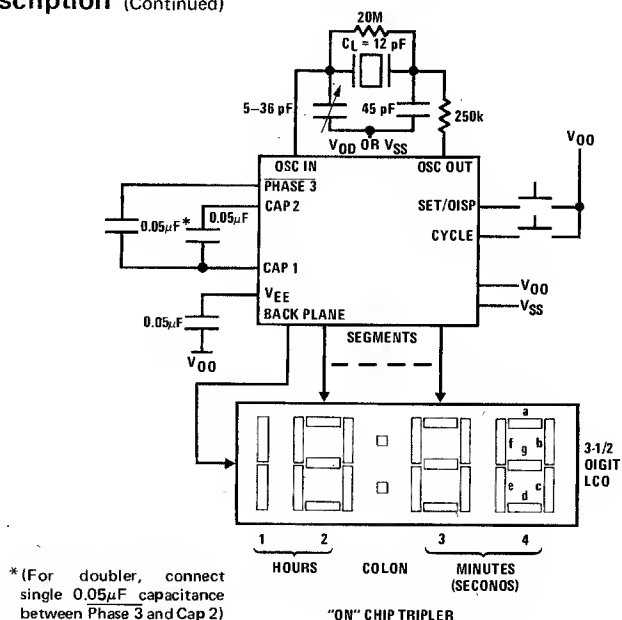 scription (Continued)
20M
CL = 12 pF
5–36 pF
45 pF
250k
VOD OR VSS
VOO
OSC IN
OSC OUT
PHASE 3
CAP 2
0.05μF*
0.05μF
SET/OISP
CYCLE
CAP 1
VOO
VSS
VEE
0.05μF
BACK PLANE
VOO
SEGMENTS
a
f b
g
e c
d
3-1/2
OIGIT
LCO
1 2 3 4
HOURS COLON MINUTES
(SECONOS)
*(For doubler, connect
single 0.05μF capacitance
between Phase 3 and Cap 2)
"ON" CHIP TRIPLER